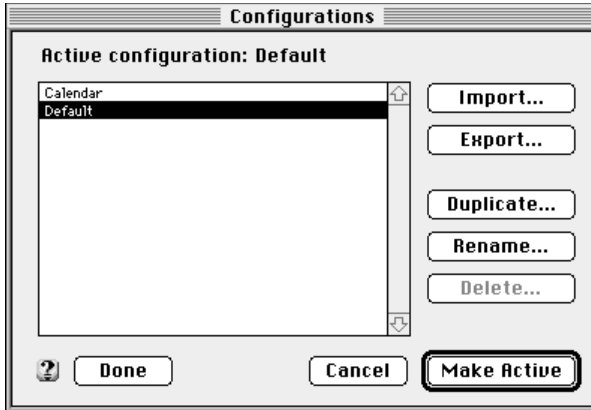 Configurations
Active configuration: Default
Calendar
Default
Import...
Export...
Duplicate...
Rename...
Delete...
?
Done
Cancel
Make Active